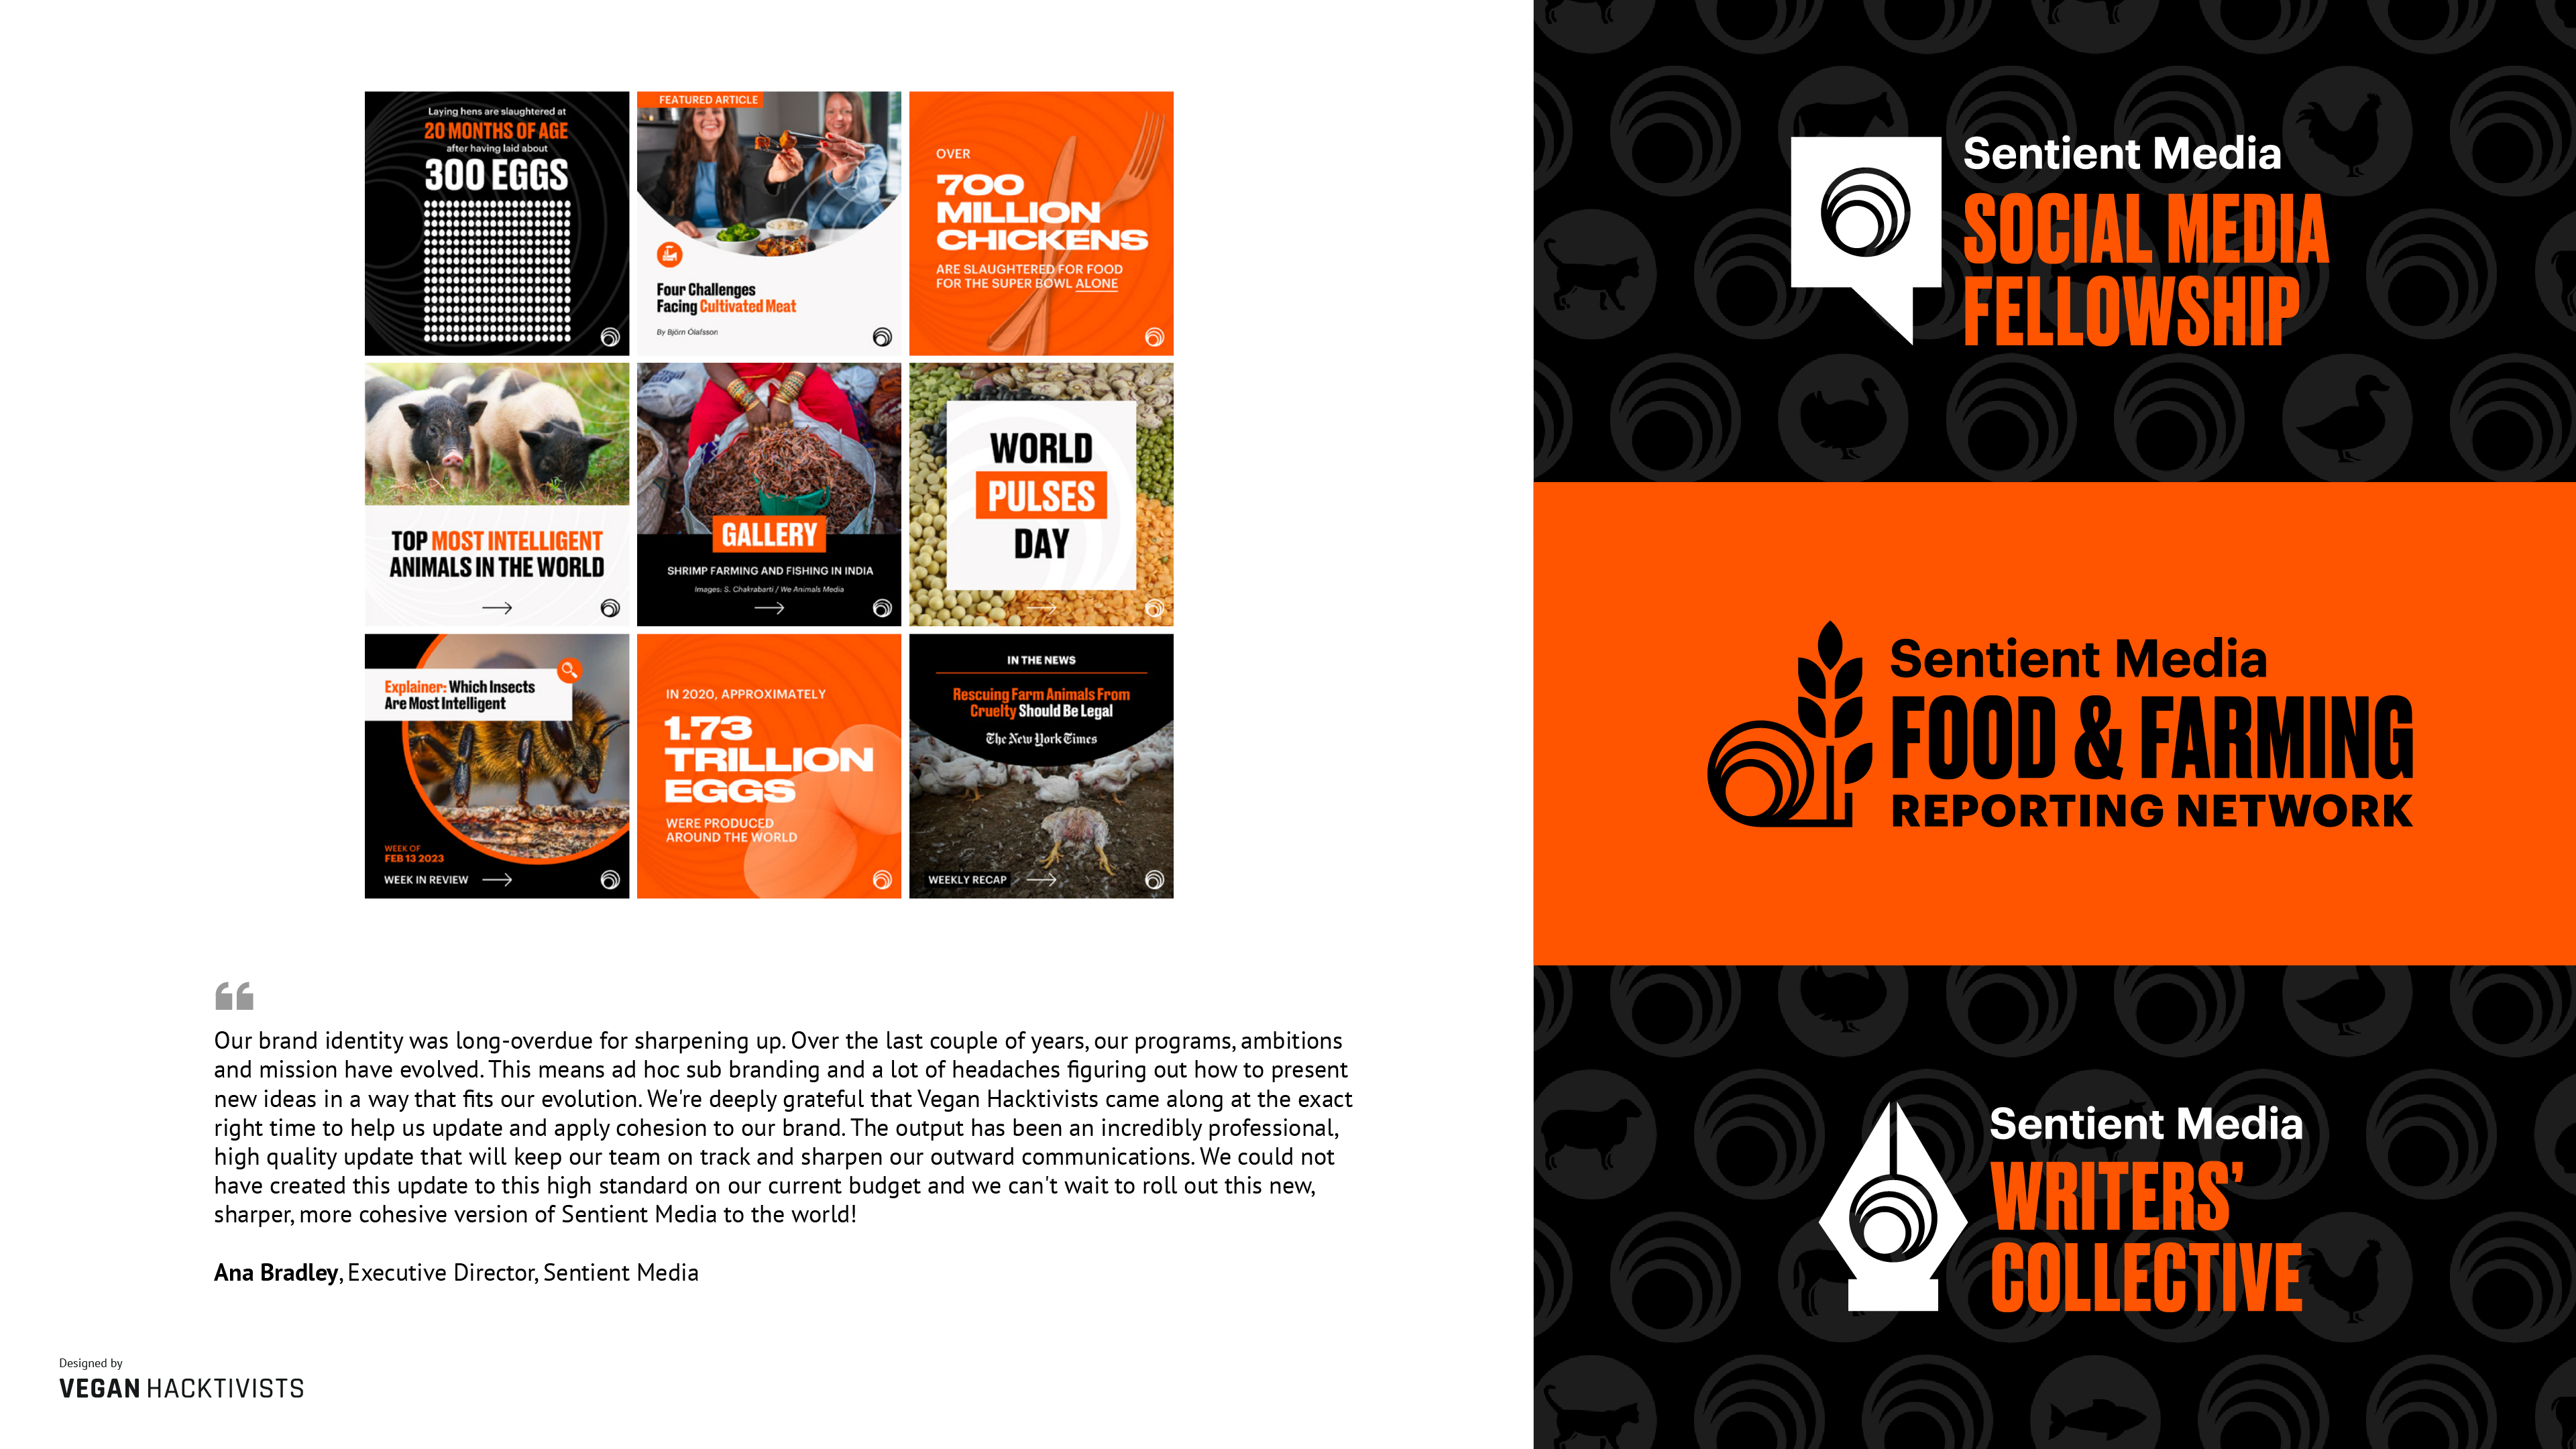 Laying hens are slaughtered at
20 MONTHS OF AGE
after having laid about
300 EGGS
FEATURED ARTICLE
Four Challenges
Facing Cultivated Meat
By Björn Ólafsson
OVER
700
MILLION
CHICKENS
ARE SLAUGHTERED FOR FOOD
FOR THE SUPER BOWL ALONE
TOP MOST INTELLIGENT
ANIMALS IN THE WORLD
GALLERY
SHRIMP FARMING AND FISHING IN INDIA
Images: S. Chakrabarti / We Animals Media
WORLD
PULSES
DAY
Explainer: Which Insects
Are Most Intelligent
WEEK OF
FEB 13 2023
WEEK IN REVIEW
IN 2020, APPROXIMATELY
1.73
TRILLION
EGGS
WERE PRODUCED
AROUND THE WORLD
IN THE NEWS
Rescuing Farm Animals From
Cruelty Should Be Legal
The New York Times
WEEKLY RECAP
“
Our brand identity was long-overdue for sharpening up. Over the last couple of years, our programs, ambitions
and mission have evolved. This means ad hoc sub branding and a lot of headaches figuring out how to present
new ideas in a way that fits our evolution. We're deeply grateful that Vegan Hacktivists came along at the exact
right time to help us update and apply cohesion to our brand. The output has been an incredibly professional,
high quality update that will keep our team on track and sharpen our outward communications. We could not
have created this update to this high standard on our current budget and we can't wait to roll out this new,
sharper, more cohesive version of Sentient Media to the world!
Ana Bradley, Executive Director, Sentient Media
Designed by
VEGAN HACKTIVISTS
Sentient Media
SOCIAL MEDIA
FELLOWSHIP
Sentient Media
FOOD & FARMING
REPORTING NETWORK
Sentient Media
WRITERS’
COLLECTIVE